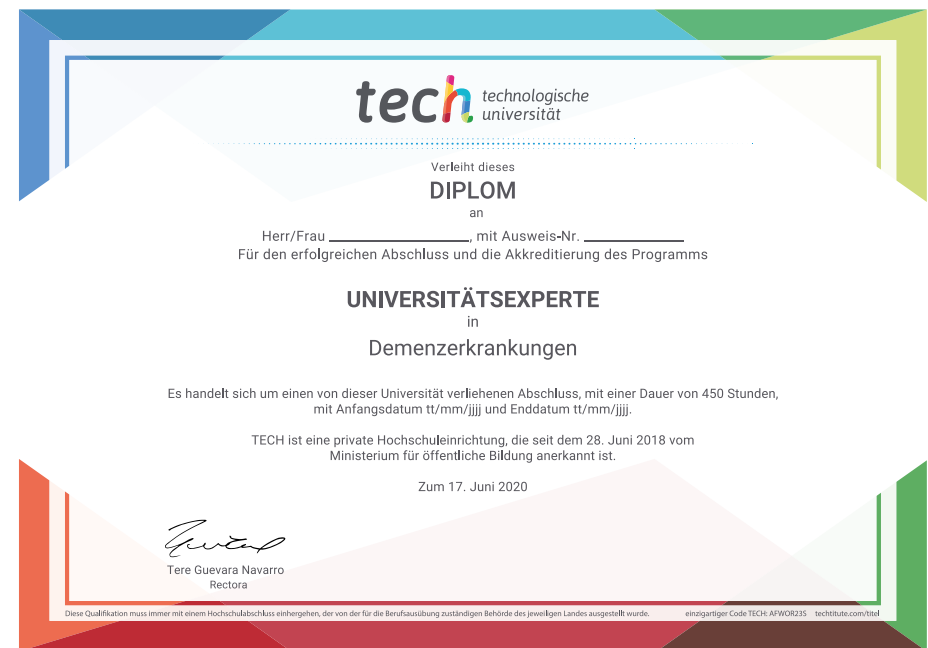 tech technologische
universität
Verleiht dieses
DIPLOM
an
Herr/Frau ____________________, mit Ausweis-Nr. ______________
Für den erfolgreichen Abschluss und die Akkreditierung des Programms
UNIVERSITÄTSEXPERTE
in
Demenzerkrankungen
Es handelt sich um einen von dieser Universität verliehenen Abschluss, mit einer Dauer von 450 Stunden,
mit Anfangsdatum tt/mm/jjjj und Enddatum tt/mm/jjjj.
TECH ist eine private Hochschuleinrichtung, die seit dem 28. Juni 2018 vom
Ministerium für öffentliche Bildung anerkannt ist.
Zum 17. Juni 2020
Tere Guevara Navarro
Rectora
Diese Qualifikation muss immer mit einem Hochschulabschluss einhergehen, der von der für die Berufsausübung zuständigen Behörde des jeweiligen Landes ausgestellt wurde. einzigartiger Code TECH: AFWOR23S techtitute.com/titel